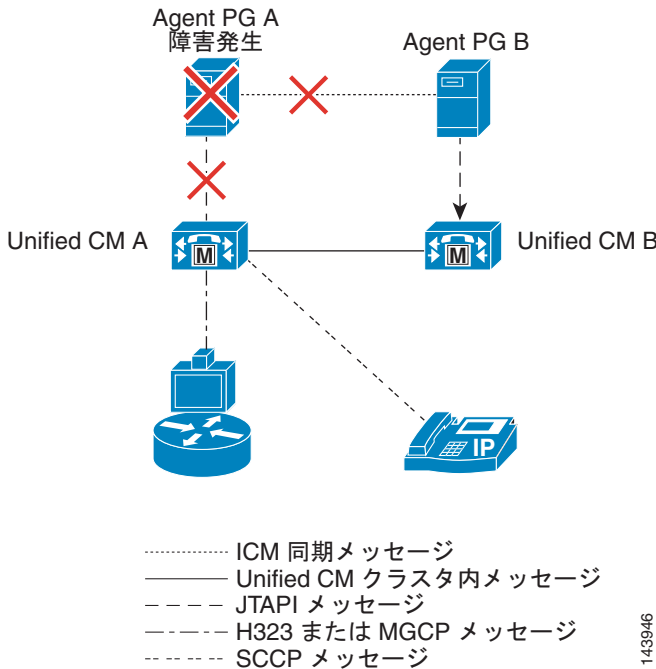 Agent PG A
障害発生
Agent PG B
Unified CM A
M
M
Unified CM B
IP
ICM 同期メッセージ
Unified CM クラスタ内メッセージ
JTAPI メッセージ
H323 または MGCP メッセージ
SCCP メッセージ
143946